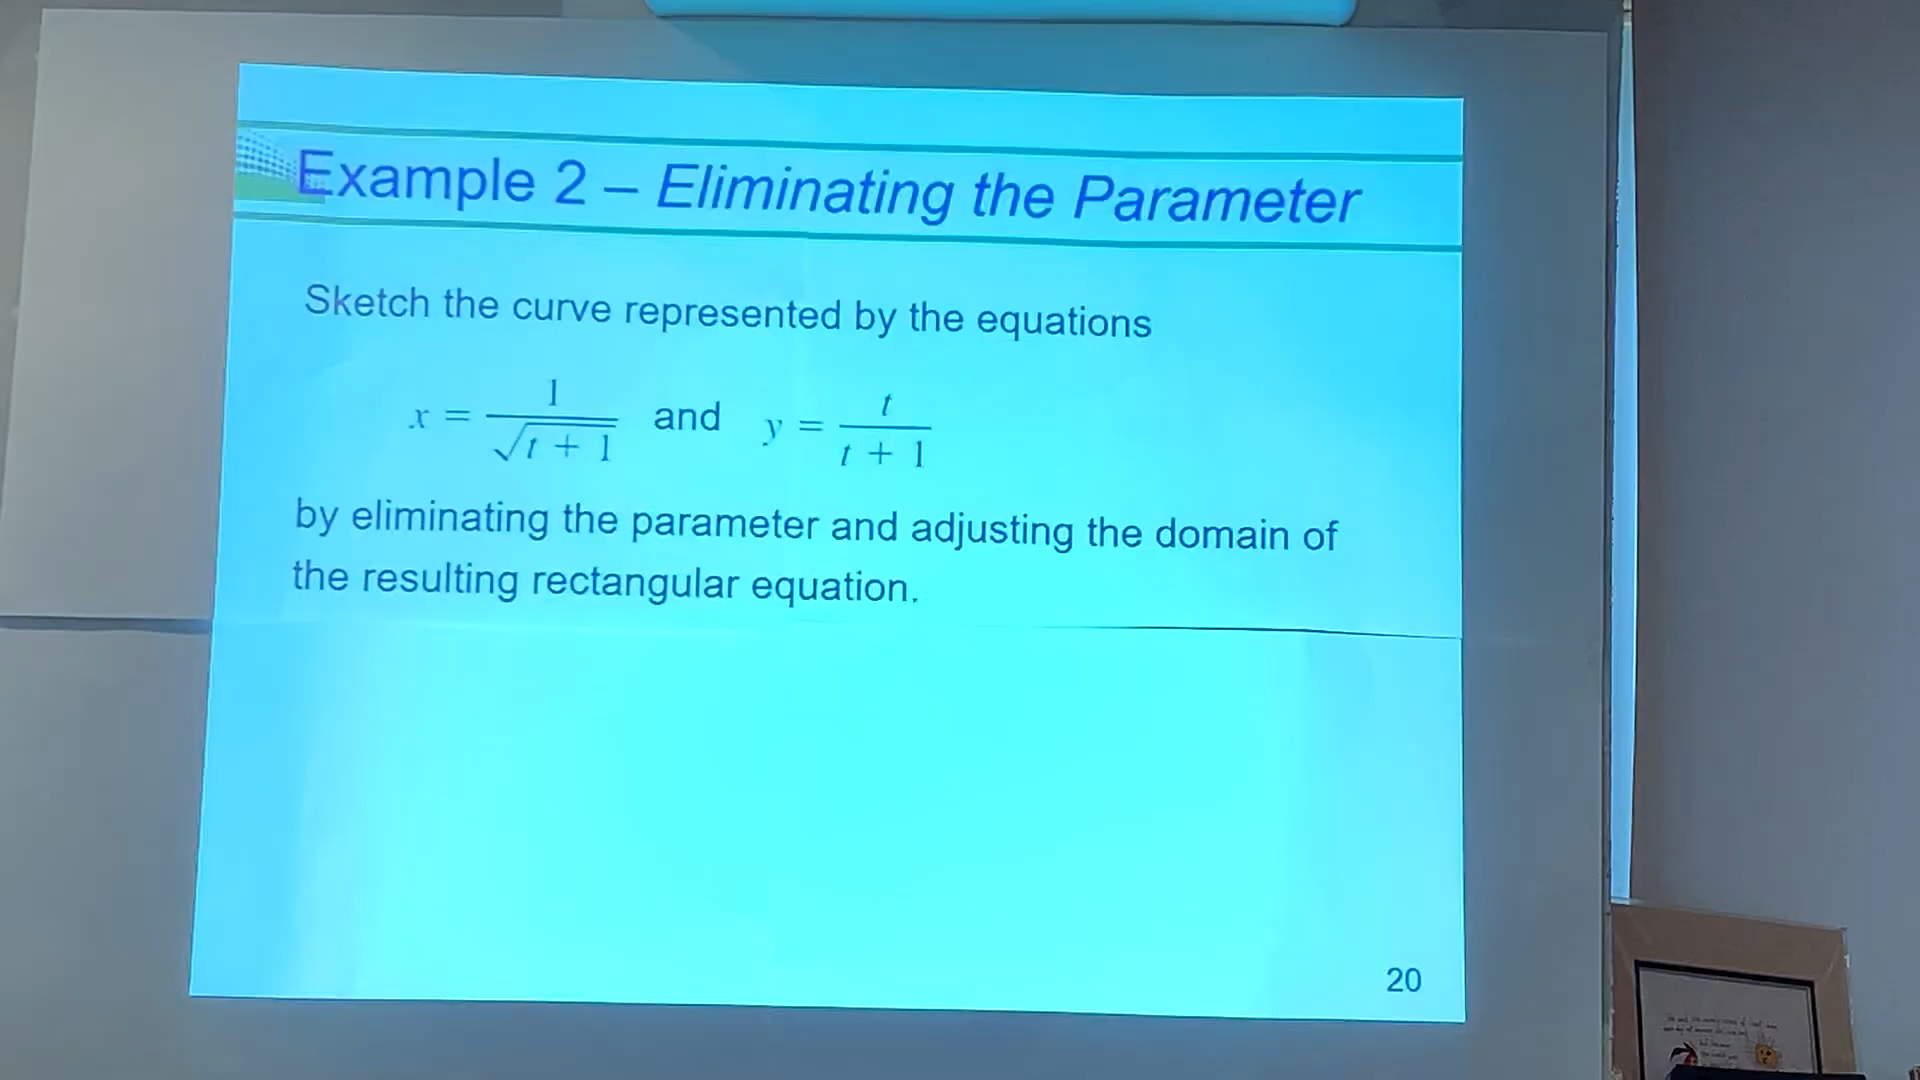 Example 2 – Eliminating the Parameter
Sketch the curve represented by the equations
x = 1/√(t + 1) and y = t/(t + 1)
by eliminating the parameter and adjusting the domain of
the resulting rectangular equation.
20